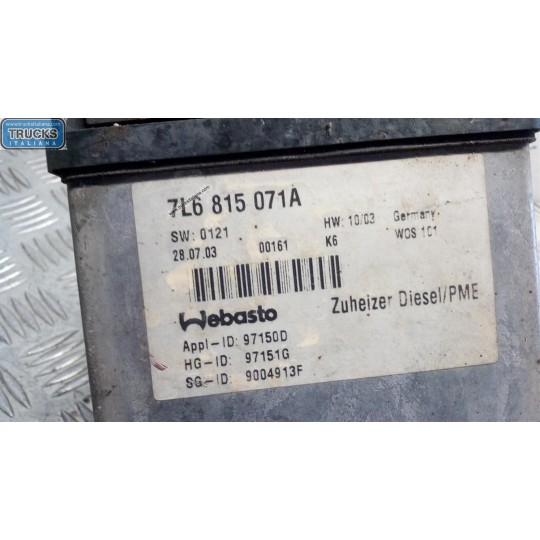 TRUCKS
ITALIANA
7L6 815 071A
SW: 0121 HW: 10/03 Germany
28.07.03 00161 K6 WOS 101
Webasto Zuheizer Diesel/PME
Appl-ID: 97150D
HG-ID: 97151G
SG-ID: 9004913F